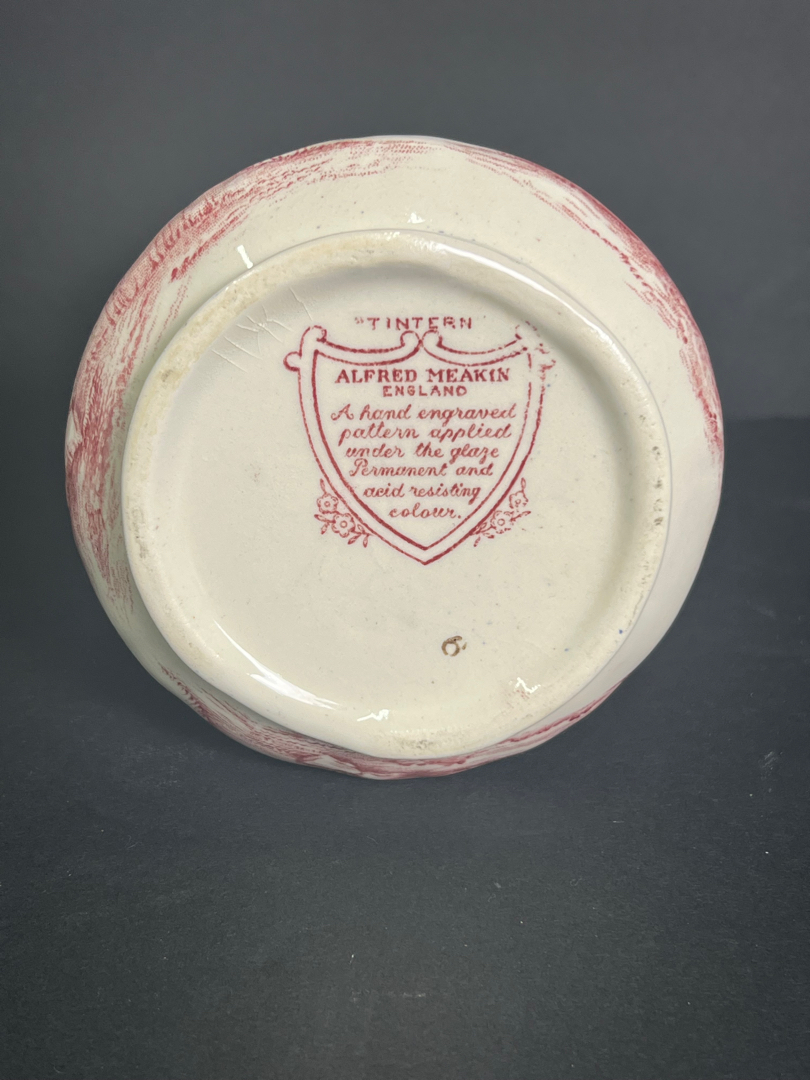 "TINTERN"
ALFRED MEAKIN
ENGLAND
A hand engraved
pattern applied
under the glaze
Permanent and
acid resisting
colour.